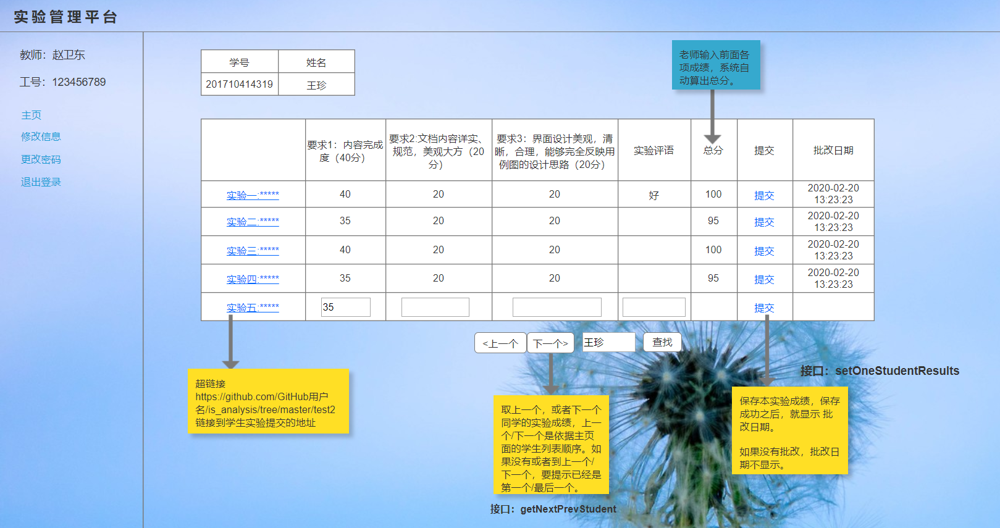 实验管理平台
教师：赵卫东
工号：123456789
主页
修改信息
更改密码
退出登录
学号 姓名
201710414319 王珍
老师输入前面各
项成绩，系统自
动算出总分。
要求1：内容完成
度（40分）
要求2:文档内容详实、
规范，美观大方（20
分）
要求3：界面设计美观，清
晰，合理，能够完全反映用
例图的设计思路（20分）
实验评语
总分
提交
批改日期
实验一:***** 40 20 20 好 100 提交 2020-02-20
13:23:23
实验二:***** 35 20 20 95 提交 2020-02-20
13:23:23
实验三:***** 40 20 20 100 提交 2020-02-20
13:23:23
实验四:***** 35 20 20 95 提交 2020-02-20
13:23:23
实验五:***** 35 提交
<上一个 下一个> 王珍 查找
超链接
https://github.com/GitHub用户
名/is_analysis/tree/master/test2
链接到学生实验提交的地址
取上一个，或者下一个
同学的实验成绩，上一
个/下一个是依据主页
面的学生列表顺序。如
果没有或者到上一个/
下一个，要提示已经是
第一个/最后一个。
接口：getNextPrevStudent
接口：setOneStudentResults
保存本实验成绩，保存
成功之后，就显示 批
改日期。
如果没有批改，批改日
期不显示。